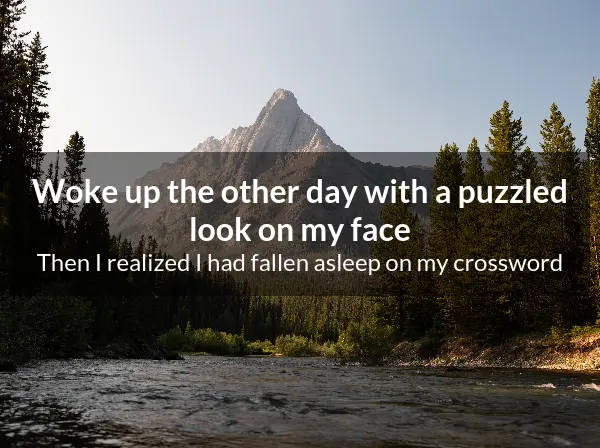 Woke up the other day with a puzzled
look on my face
Then I realized I had fallen asleep on my crossword